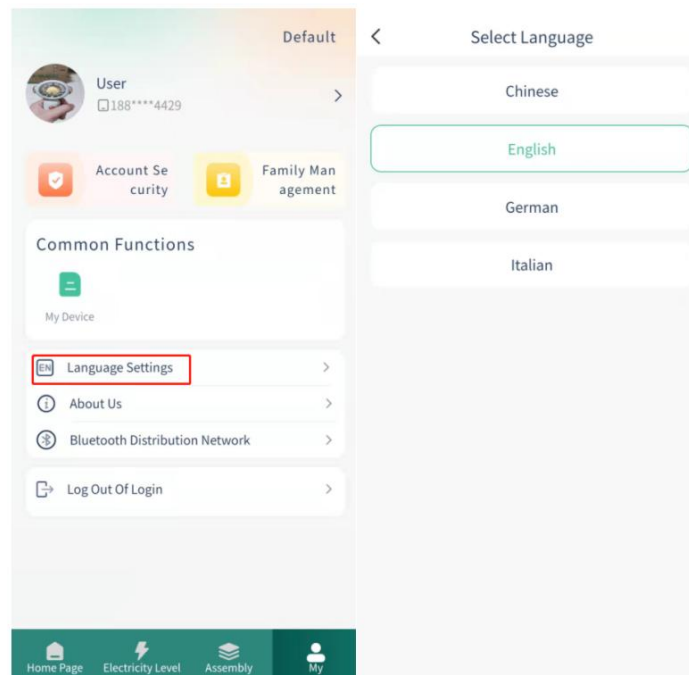 Default
User
188****4429
Account Se
curity
Family Man
agement
Common Functions
My Device
EN
Language Settings
About Us
Bluetooth Distribution Network
Log Out Of Login
Home Page
Electricity Level
Assembly
My
Select Language
Chinese
English
German
Italian